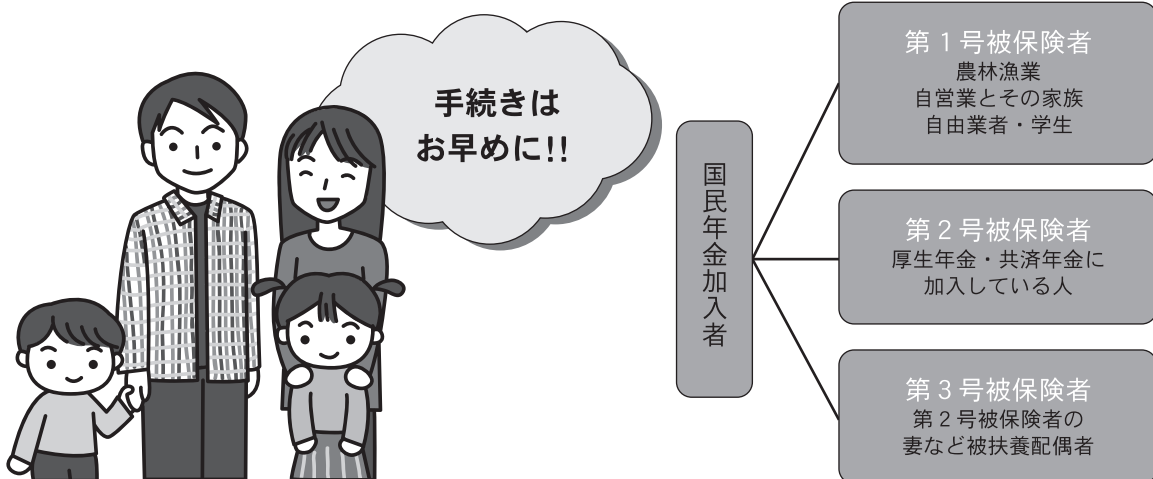 手続きは
お早めに!!
国民年金加入者
第１号被保険者
農林漁業
自営業とその家族
自由業者・学生
第２号被保険者
厚生年金・共済年金に
加入している人
第３号被保険者
第２号被保険者の
妻など被扶養配偶者